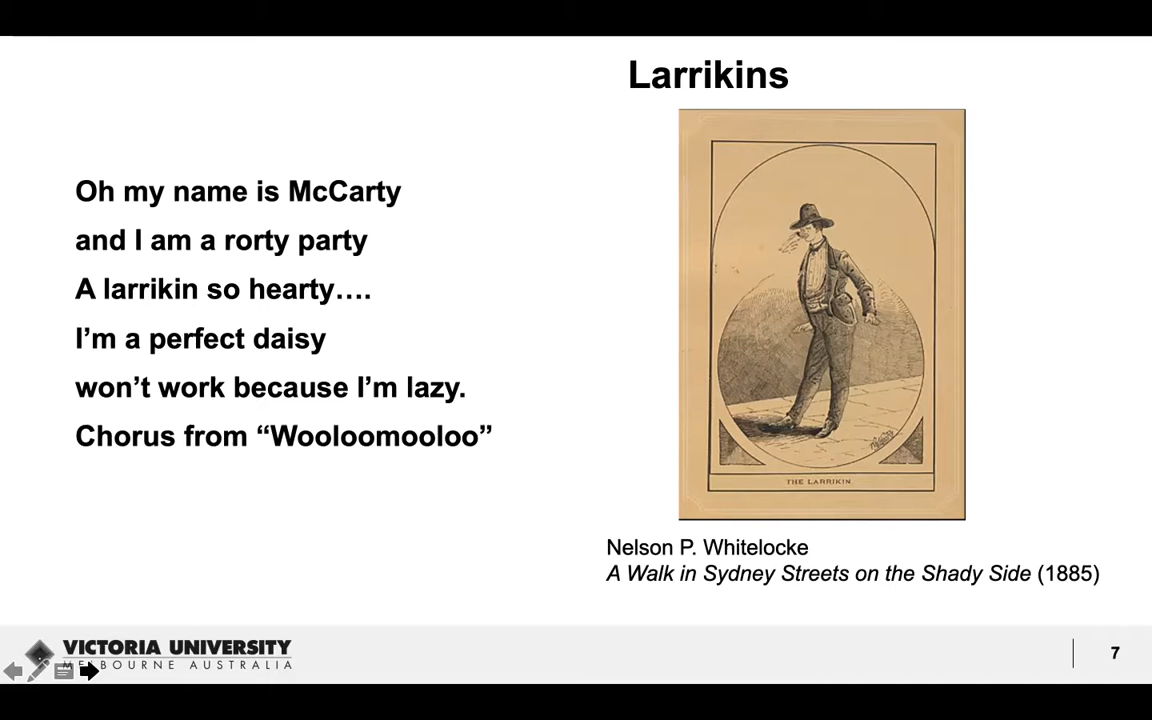 Larrikins
Oh my name is McCarty
and I am a rorty party
A larrikin so hearty….
I’m a perfect daisy
won’t work because I’m lazy.
Chorus from “Wooloomooloo”
THE LARRIKIN.
Nelson P. Whitelocke
A Walk in Sydney Streets on the Shady Side (1885)
VICTORIA UNIVERSITY
MELBOURNE AUSTRALIA
7